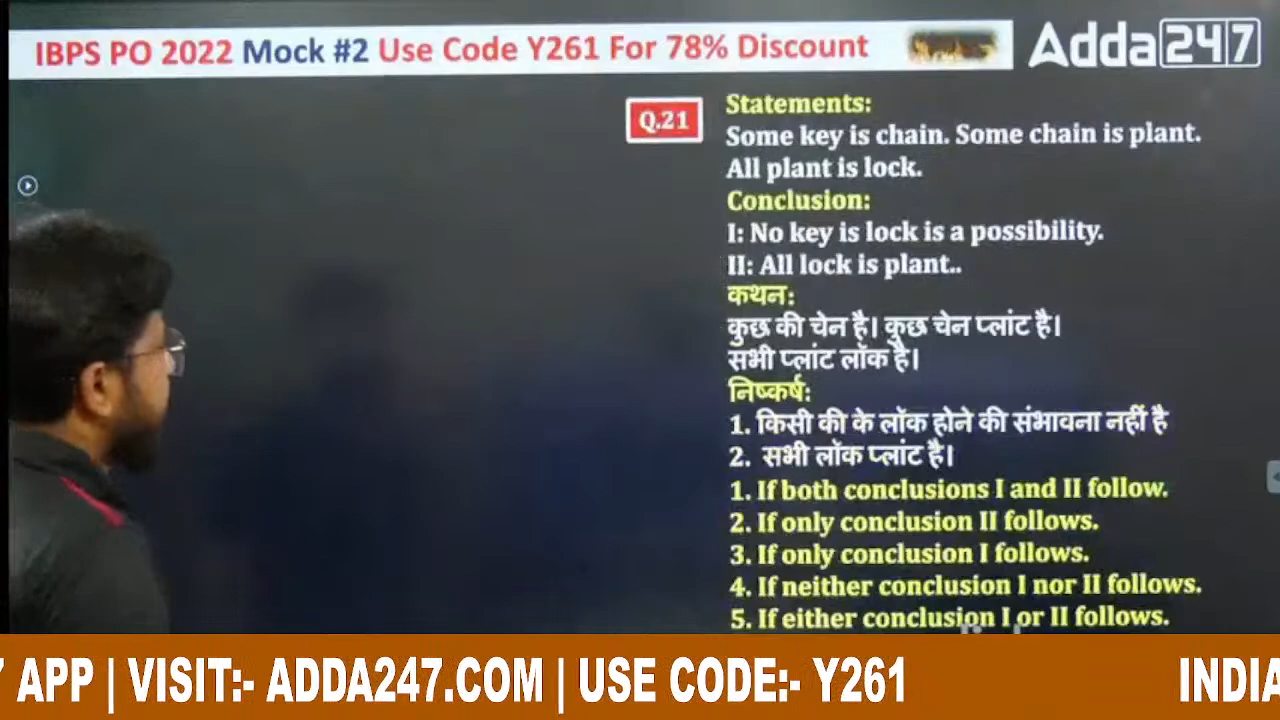 IBPS PO 2022 Mock #2 Use Code Y261 For 78% Discount
Adda247
Q.21
Statements:
Some key is chain. Some chain is plant.
All plant is lock.
Conclusion:
I: No key is lock is a possibility.
II: All lock is plant..
कथन:
कुछ की चेन है। कुछ चेन प्लांट है।
सभी प्लांट लॉक है।
निष्कर्ष:
1. किसी की के लॉक होने की संभावना नहीं है
2. सभी लॉक प्लांट है।
1. If both conclusions I and II follow.
2. If only conclusion II follows.
3. If only conclusion I follows.
4. If neither conclusion I nor II follows.
5. If either conclusion I or II follows.
APP | VISIT:- ADDA247.COM | USE CODE:- Y261